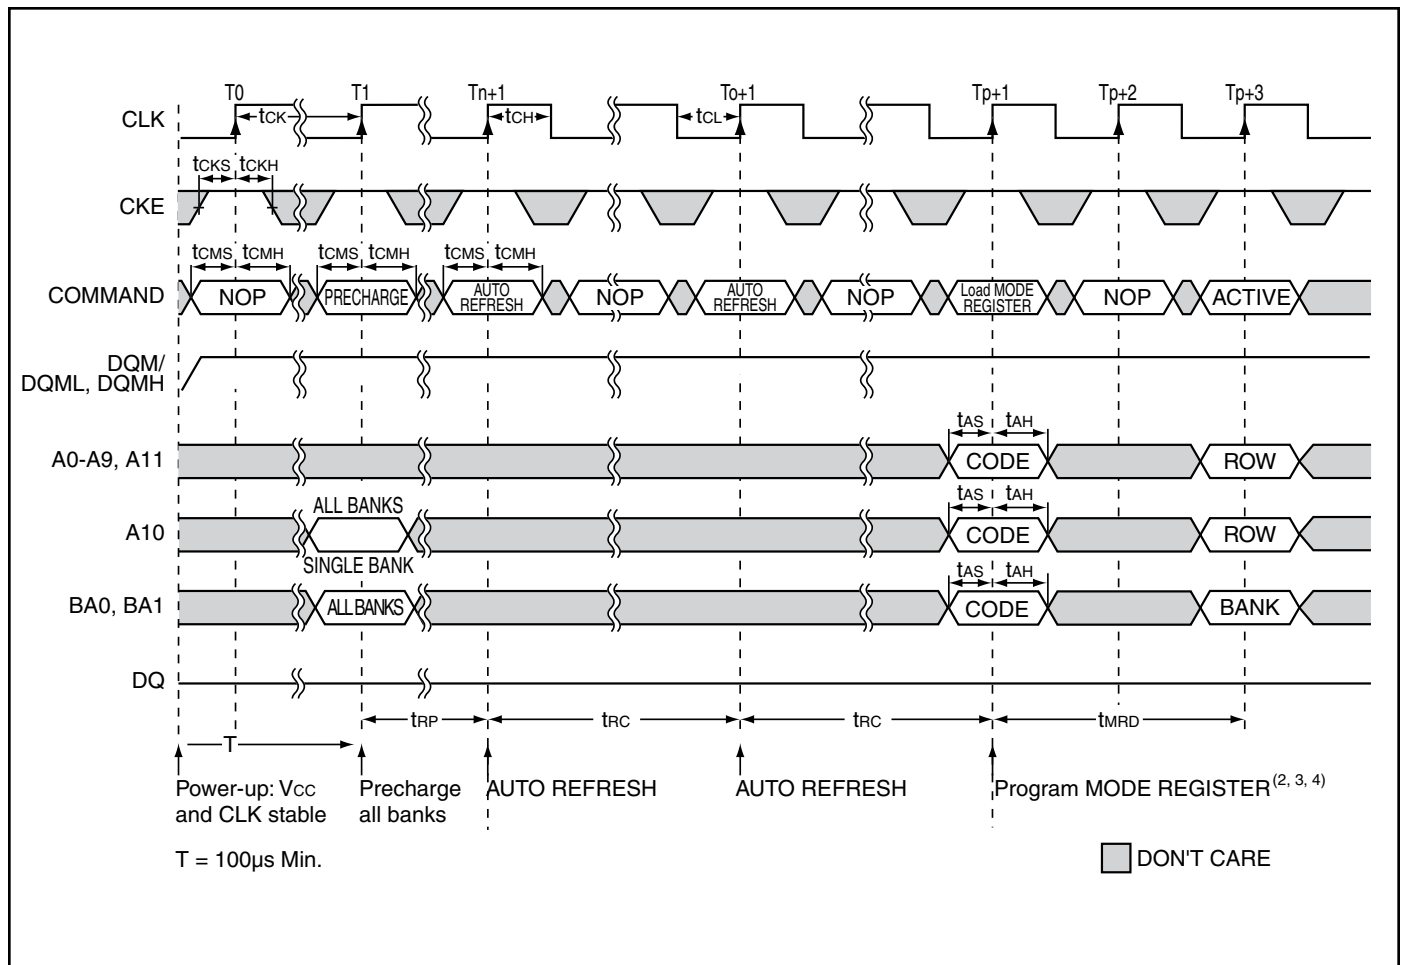 T0 T1 Tn+1 To+1 Tp+1 Tp+2 Tp+3
CLK tCK tCH tCL
tCKS tCKH
CKE
tCMS tCMH tCMS tCMH tCMS tCMH
COMMAND NOP PRECHARGE AUTO REFRESH NOP AUTO REFRESH NOP Load MODE REGISTER NOP ACTIVE
DQM/
DQML, DQMH
tAS tAH
A0-A9, A11 CODE ROW
ALL BANKS tAS tAH
A10 CODE ROW
SINGLE BANK tAS tAH
BA0, BA1 ALL BANKS CODE BANK
DQ
tRP tRC tRC tMRD
T
Power-up: VCC Precharge AUTO REFRESH AUTO REFRESH Program MODE REGISTER(2, 3, 4)
and CLK stable all banks
T = 100µs Min. DON'T CARE